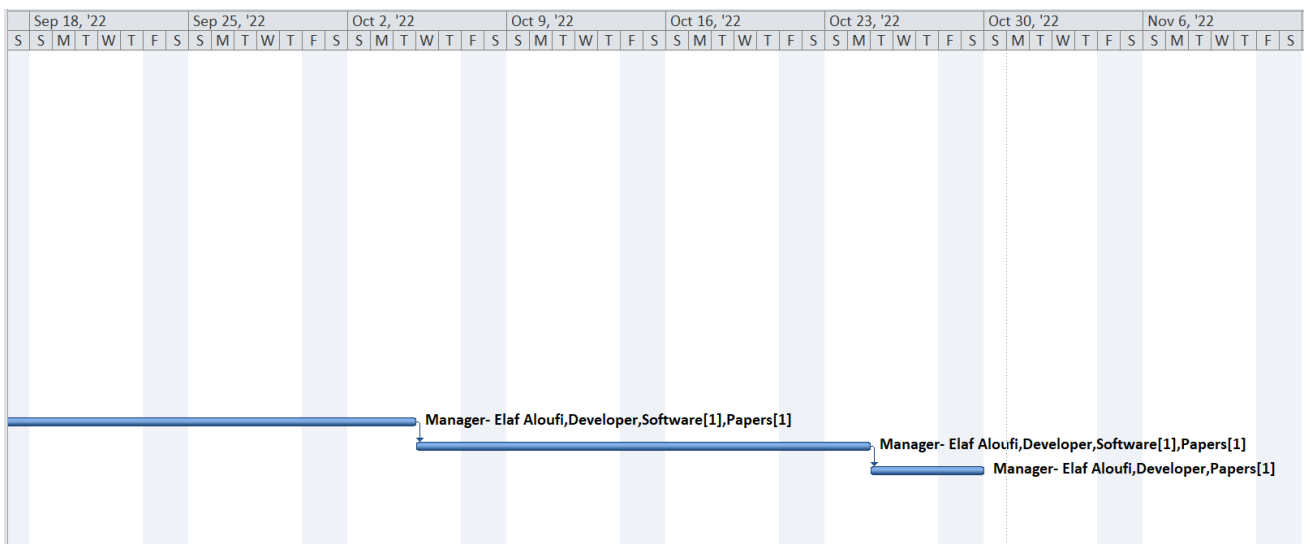 Sep 18, '22 Sep 25, '22 Oct 2, '22 Oct 9, '22 Oct 16, '22 Oct 23, '22 Oct 30, '22 Nov 6, '22
S S M T W T F S S M T W T F S S M T W T F S S M T W T F S S M T W T F S S M T W T F S S M T W T F S S M T W T F S
Manager- Elaf Aloufi,Developer,Software[1],Papers[1]
Manager- Elaf Aloufi,Developer,Software[1],Papers[1]
Manager- Elaf Aloufi,Developer,Papers[1]